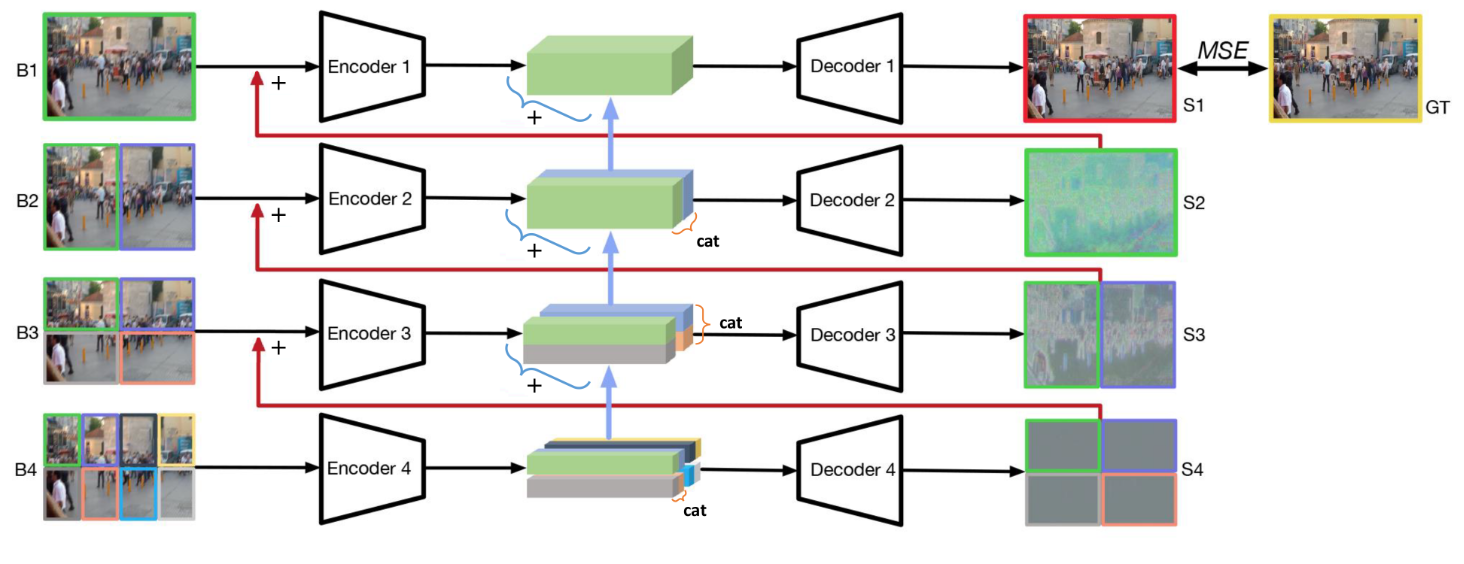 B1
+
Encoder 1
+
Decoder 1
S1
MSE
GT
B2
+
Encoder 2
+
cat
Decoder 2
S2
B3
+
Encoder 3
+
cat
Decoder 3
S3
B4
Encoder 4
cat
Decoder 4
S4